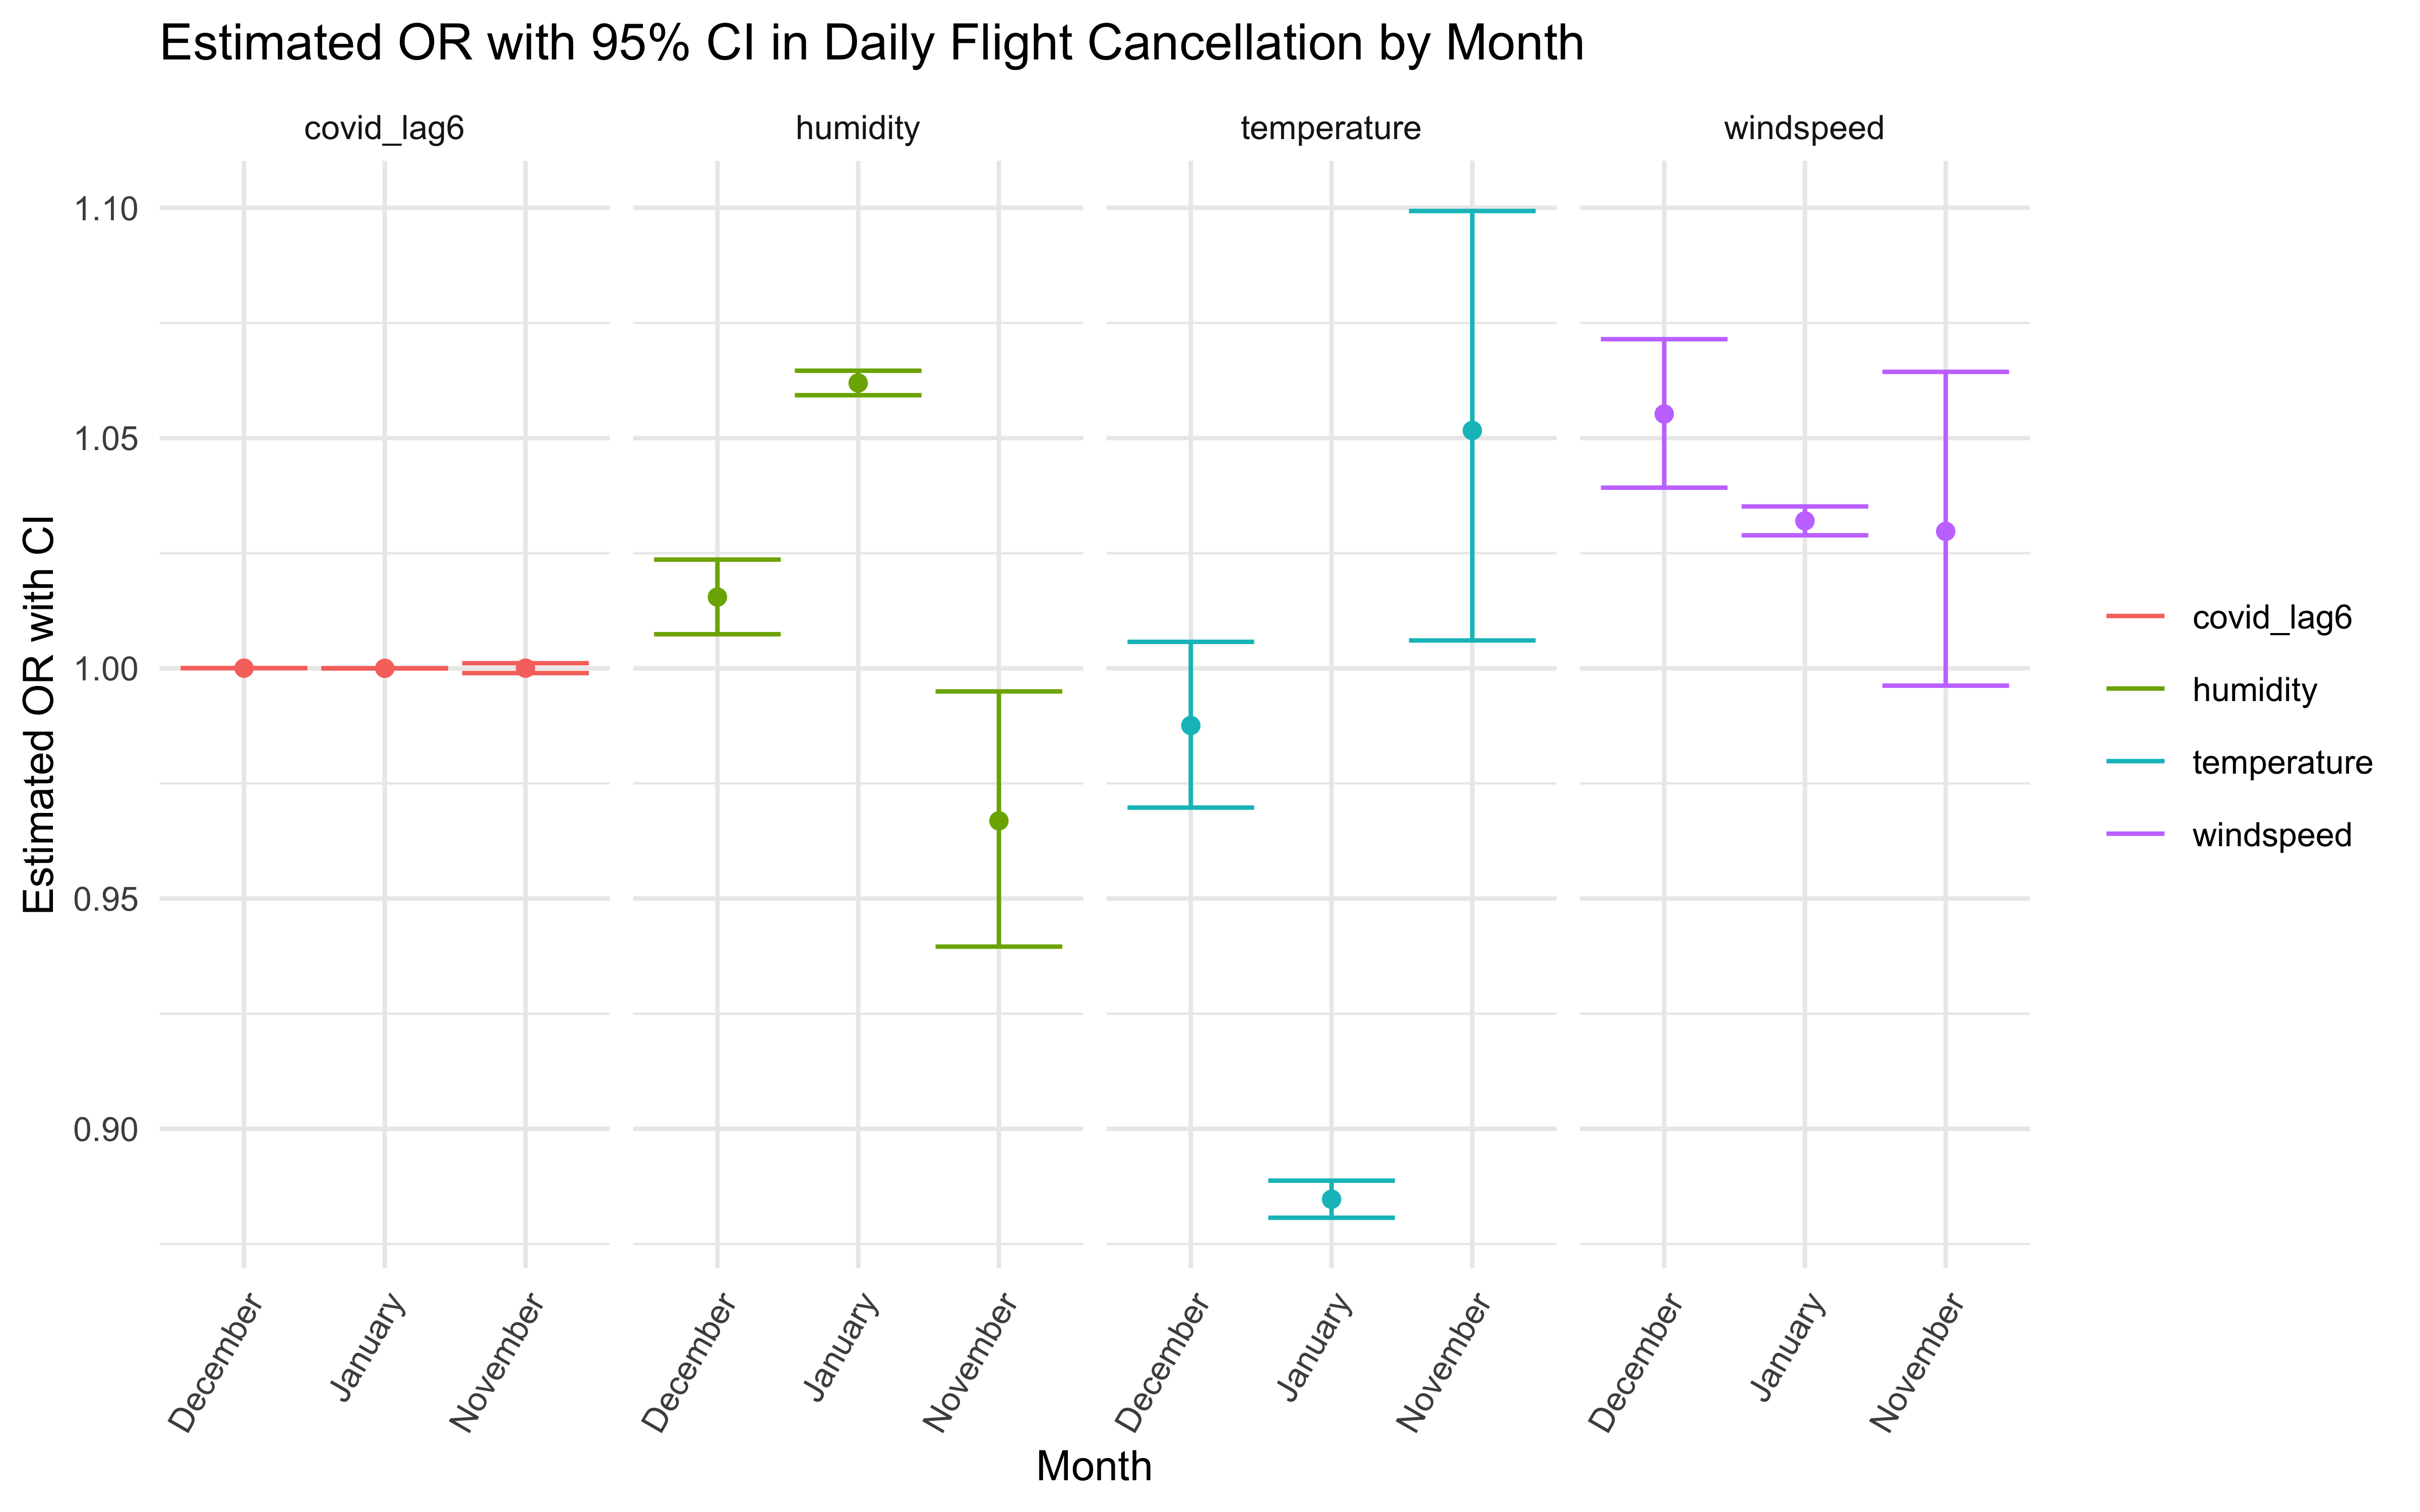 Estimated OR with 95% CI in Daily Flight Cancellation by Month
covid_lag6 humidity temperature windspeed
Estimated OR with CI
1.10
1.05
1.00
0.95
0.90
December January November December January November December January November December January November
Month
covid_lag6
humidity
temperature
windspeed